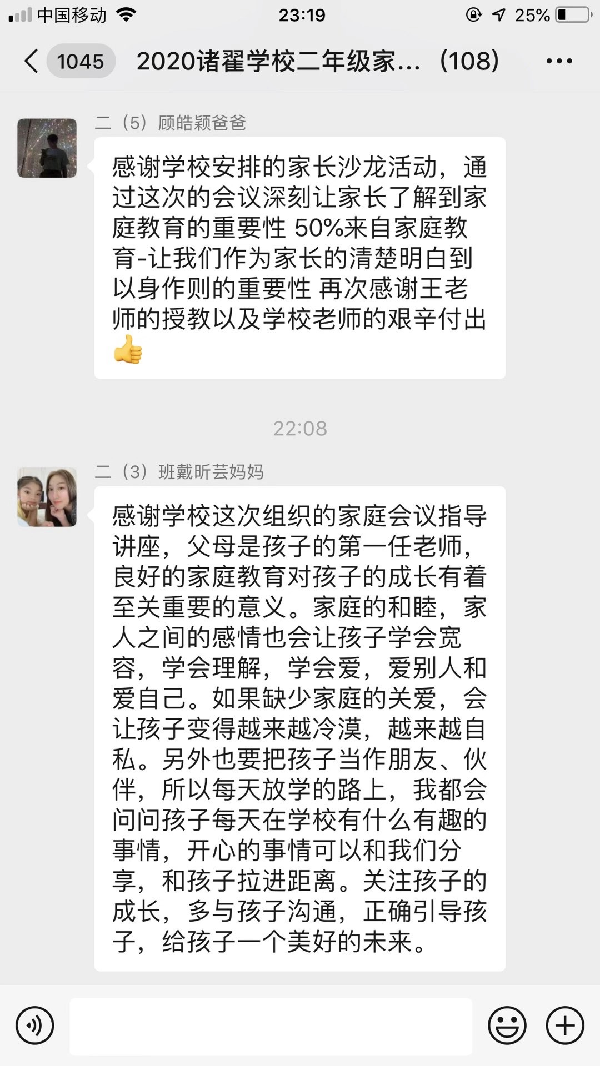 中国移动 23:19 25%
1045 2020诸翟学校二年级家... (108)
二（5）顾皓颖爸爸
感谢学校安排的家长沙龙活动，通
过这次的会议深刻让家长了解到家
庭教育的重要性 50%来自家庭教
育-让我们作为家长的清楚明白到
以身作则的重要性 再次感谢王老
师的授教以及学校老师的艰辛付出
👍
22:08
二（3）班戴昕芸妈妈
感谢学校这次组织的家庭会议指导
讲座，父母是孩子的第一任老师，
良好的家庭教育对孩子的成长有着
至关重要的意义。家庭的和睦，家
人之间的感情也会让孩子学会宽
容，学会理解，学会爱，爱别人和
爱自己。如果缺少家庭的关爱，会
让孩子变得越来越冷漠，越来越自
私。另外也要把孩子当作朋友、伙
伴，所以每天放学的路上，我都会
问问孩子每天在学校有什么有趣的
事情，开心的事情可以和我们分
享，和孩子拉进距离。关注孩子的
成长，多与孩子沟通，正确引导孩
子，给孩子一个美好的未来。